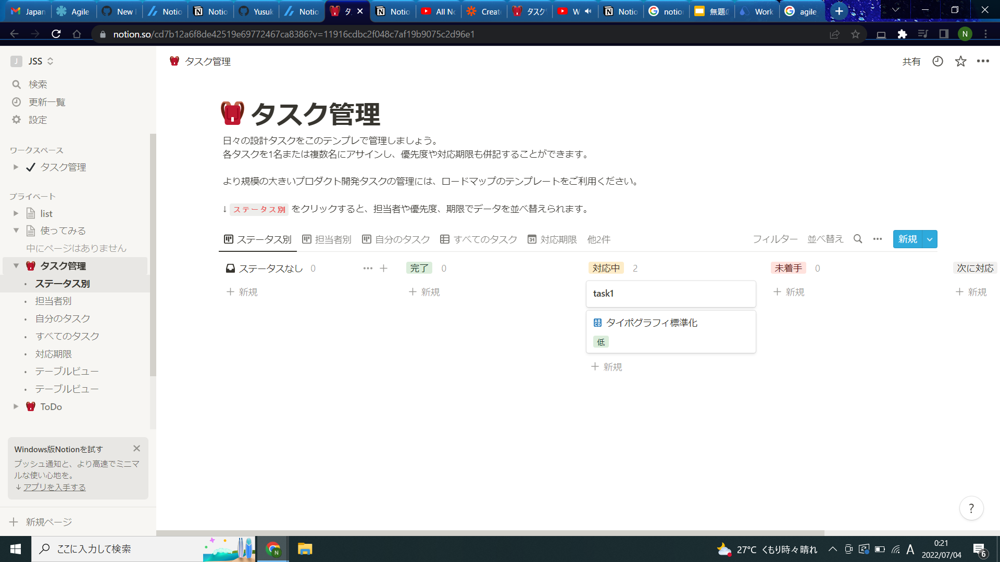 Japan
Agile
New
Notio
Notio
Yusuk
Notio
タ
Notio
All No
Creat
タスク
W
Notio
notio
無題の
Work
agile
notion.so/cd7b12a6f8de42519e69772467ca8386?v=11916cdbc2f048c7af19b9075c2d96e1
N
J JSS
検索
更新一覧
設定
ワークスペース
タスク管理
プライベート
list
使ってみる
中にページはありません
タスク管理
ステータス別
担当者別
自分のタスク
すべてのタスク
対応期限
テーブルビュー
テーブルビュー
ToDo
Windows版Notionを試す
プッシュ通知と、より高速でミニマ
ルな使い心地を。
↓ アプリを入手する
新規ページ
タスク管理
共有
タスク管理
日々の設計タスクをこのテンプレで管理しましょう。
各タスクを1名または複数名にアサインし、優先度や対応期限も併記することができます。
より規模の大きいプロダクト開発タスクの管理には、ロードマップのテンプレートをご利用ください。
↓ ステータス別 をクリックすると、担当者や優先度、期限でデータを並べ替えられます。
ステータス別 担当者別 自分のタスク すべてのタスク 31 対応期限 他2件
フィルター 並べ替え 新規
ステータスなし 0
+ 新規
完了 0
+ 新規
対応中 2
task1
タイポグラフィ標準化
低
+ 新規
未着手 0
+ 新規
次に対応
+ 新規
?
ここに入力して検索
N
27°C くもり時々晴れ
A
0:21
2022/07/04
6